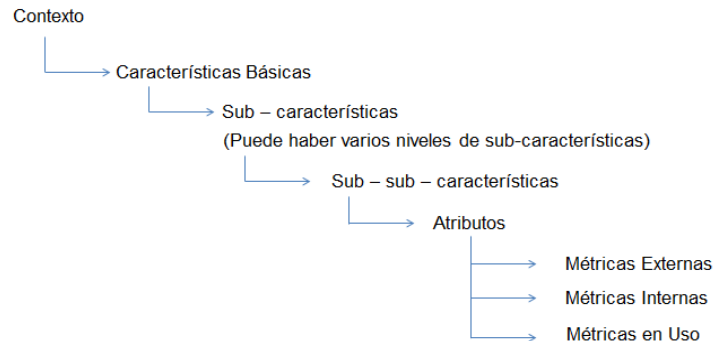 Contexto
Características Básicas
Sub – características
(Puede haber varios niveles de sub-características)
Sub – sub – características
Atributos
Métricas Externas
Métricas Internas
Métricas en Uso